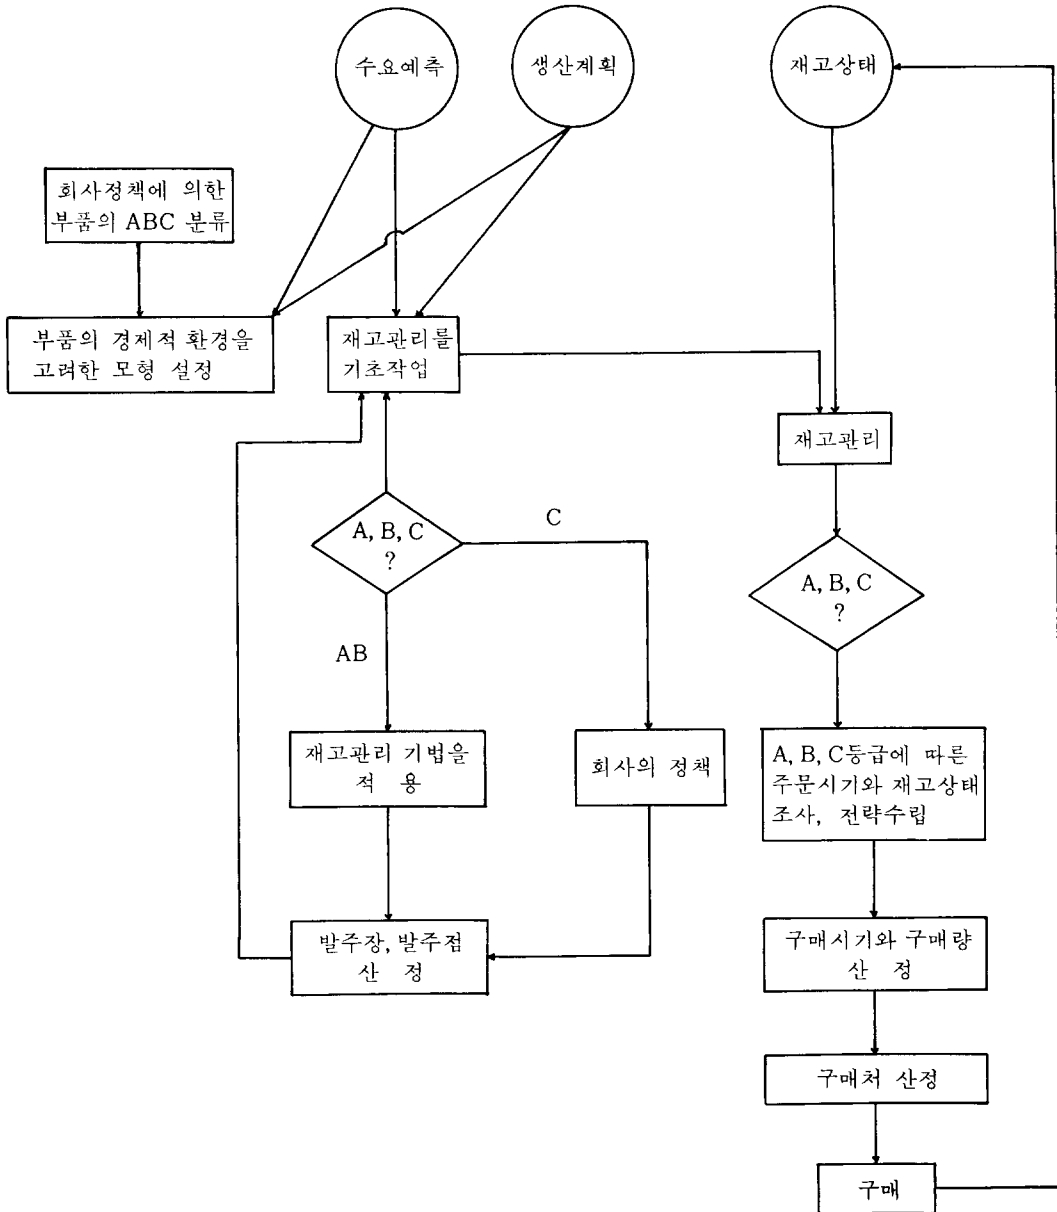 수요예측
생산계획
재고상태
회사정책에 의한
부품의 ABC 분류
부품의 경제적 환경을
고려한 모형 설정
재고관리를
기초작업
재고관리
A, B, C
?
C
AB
A, B, C
?
재고관리 기법을
적 용
회사의 정책
A, B, C등급에 따른
주문시기와 재고상태
조사, 전략수립
발주장, 발주점
산 정
구매시기와 구매량
산 정
구매처 산정
구매